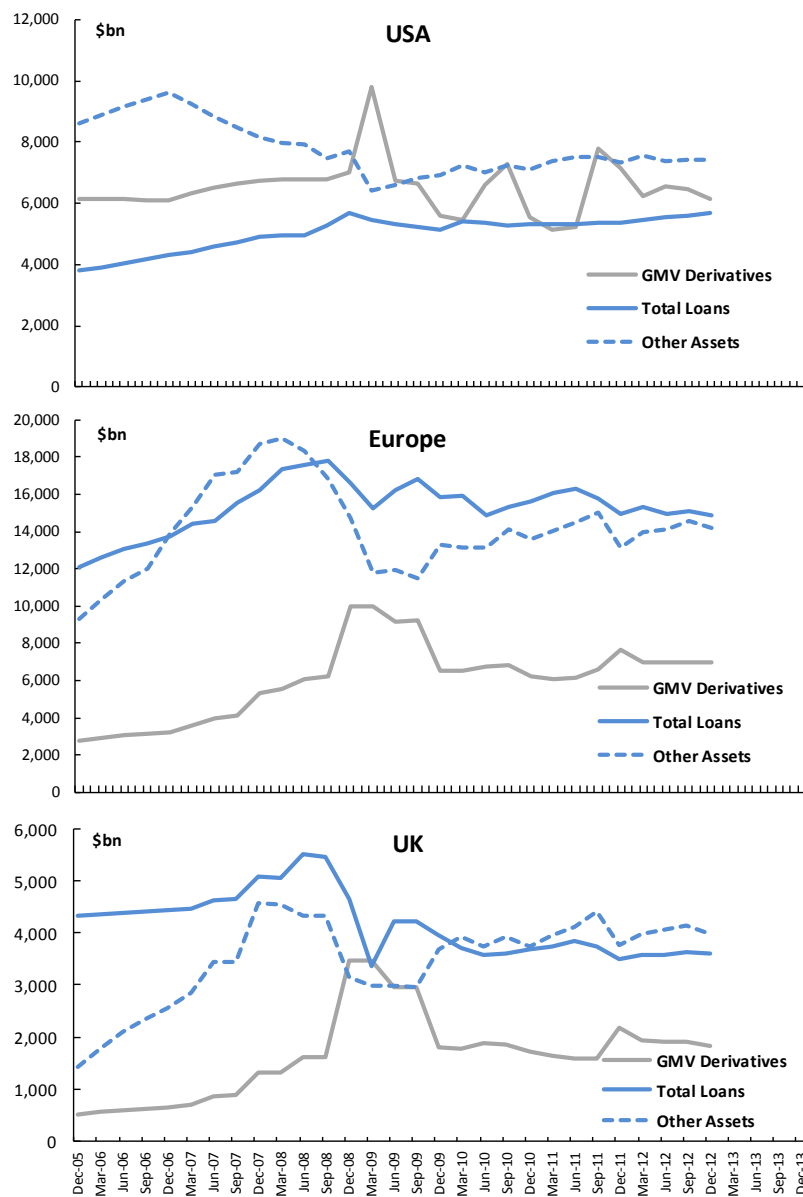 12,000
$bn
USA
10,000
8,000
6,000
4,000
2,000
0
GMV Derivatives
Total Loans
Other Assets
20,000
$bn
Europe
18,000
16,000
14,000
12,000
10,000
8,000
6,000
4,000
2,000
0
GMV Derivatives
Total Loans
Other Assets
6,000
$bn
UK
5,000
4,000
3,000
2,000
1,000
0
GMV Derivatives
Total Loans
Other Assets
Dec-05
Mar-06
Jun-06
Sep-06
Dec-06
Mar-07
Jun-07
Sep-07
Dec-07
Mar-08
Jun-08
Sep-08
Dec-08
Mar-09
Jun-09
Sep-09
Dec-09
Mar-10
Jun-10
Sep-10
Dec-10
Mar-11
Jun-11
Sep-11
Dec-11
Mar-12
Jun-12
Sep-12
Dec-12
Mar-13
Jun-13
Sep-13
Dec-13